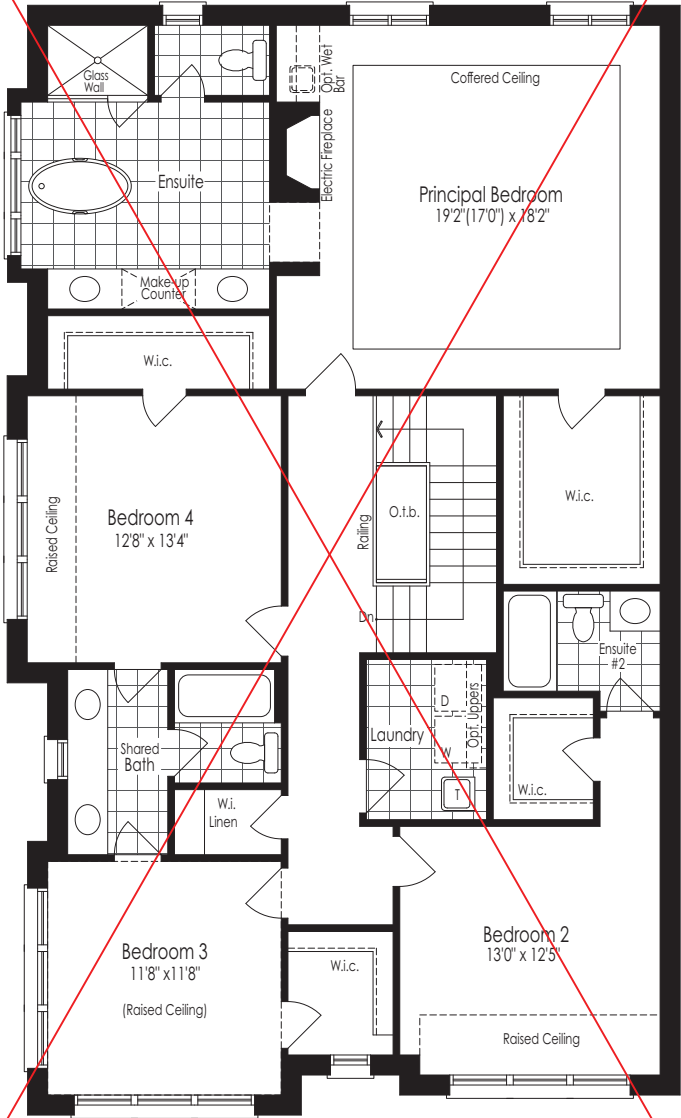 Glass
Wall
Opt. Wet
Bar
Coffered Ceiling
Electric Fireplace
Ensuite
Principal Bedroom
19'2"(17'0") x 18'2"
Make-up
Counter
W.i.c.
W.i.c.
Bedroom 4
12'8" x 13'4"
Raised Ceiling
Railing
O.t.b.
Dn
Ensuite
#2
Laundry
D
W
Opt. Uppers
T
Shared
Bath
W.i.
Linen
W.i.c.
Bedroom 3
11'8" x11'8"
(Raised Ceiling)
W.i.c.
Bedroom 2
13'0" x 12'5"
Raised Ceiling